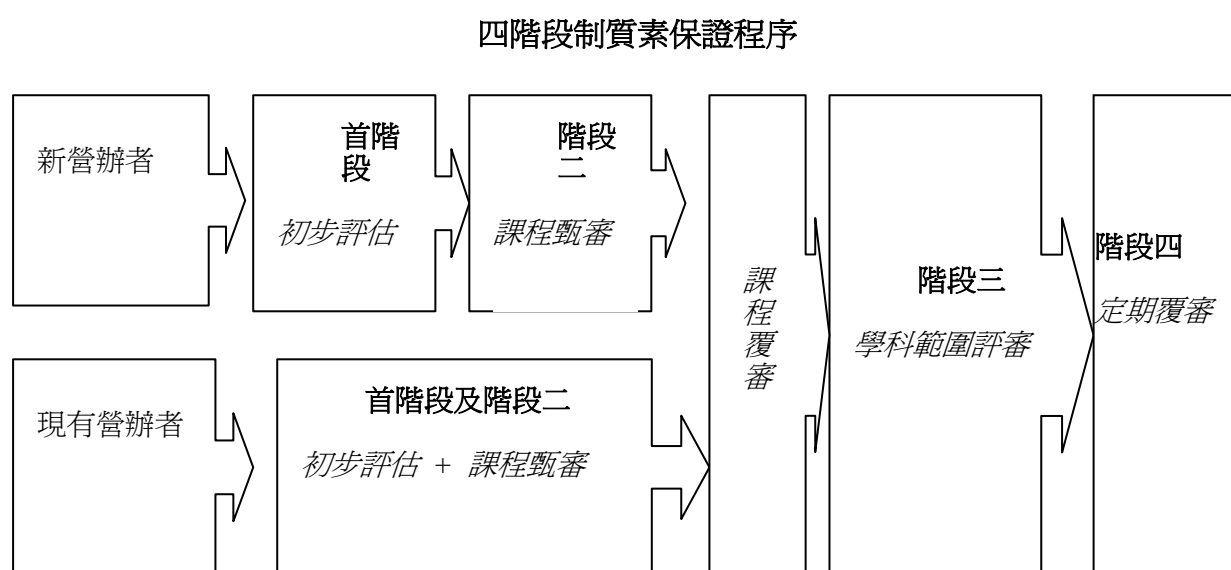 四階段制質素保證程序
新營辦者
首階
段
初步評估
階段
二
課程甄審
現有營辦者
首階段及階段二
初步評估 + 課程甄審
課
程
覆
審
階段三
學科範圍評審
階段四
定期覆審